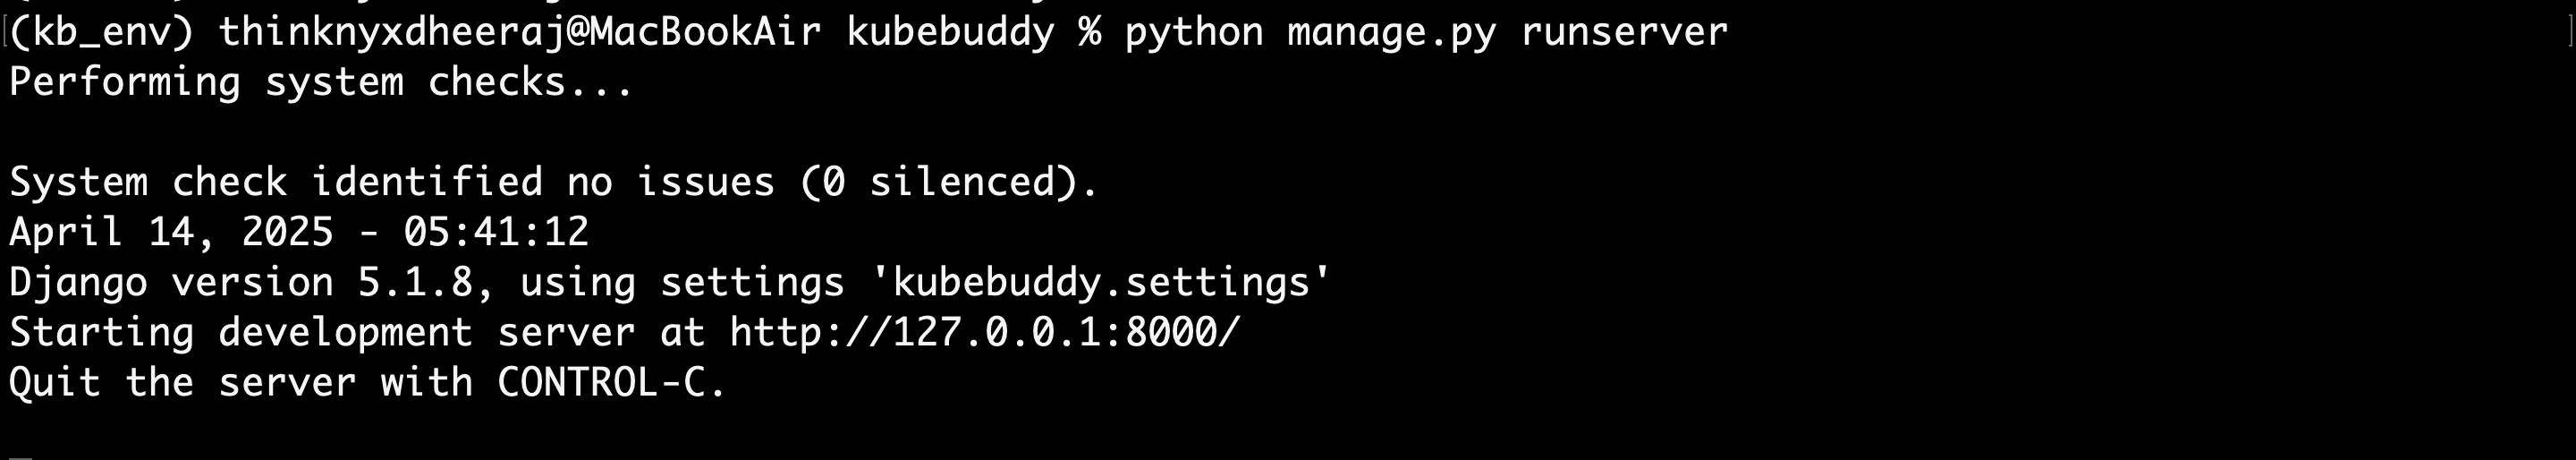 (kb_env) thinknyxdheeraj@MacBookAir kubebuddy % python manage.py runserver
Performing system checks...
System check identified no issues (0 silenced).
April 14, 2025 - 05:41:12
Django version 5.1.8, using settings 'kubebuddy.settings'
Starting development server at http://127.0.0.1:8000/
Quit the server with CONTROL-C.